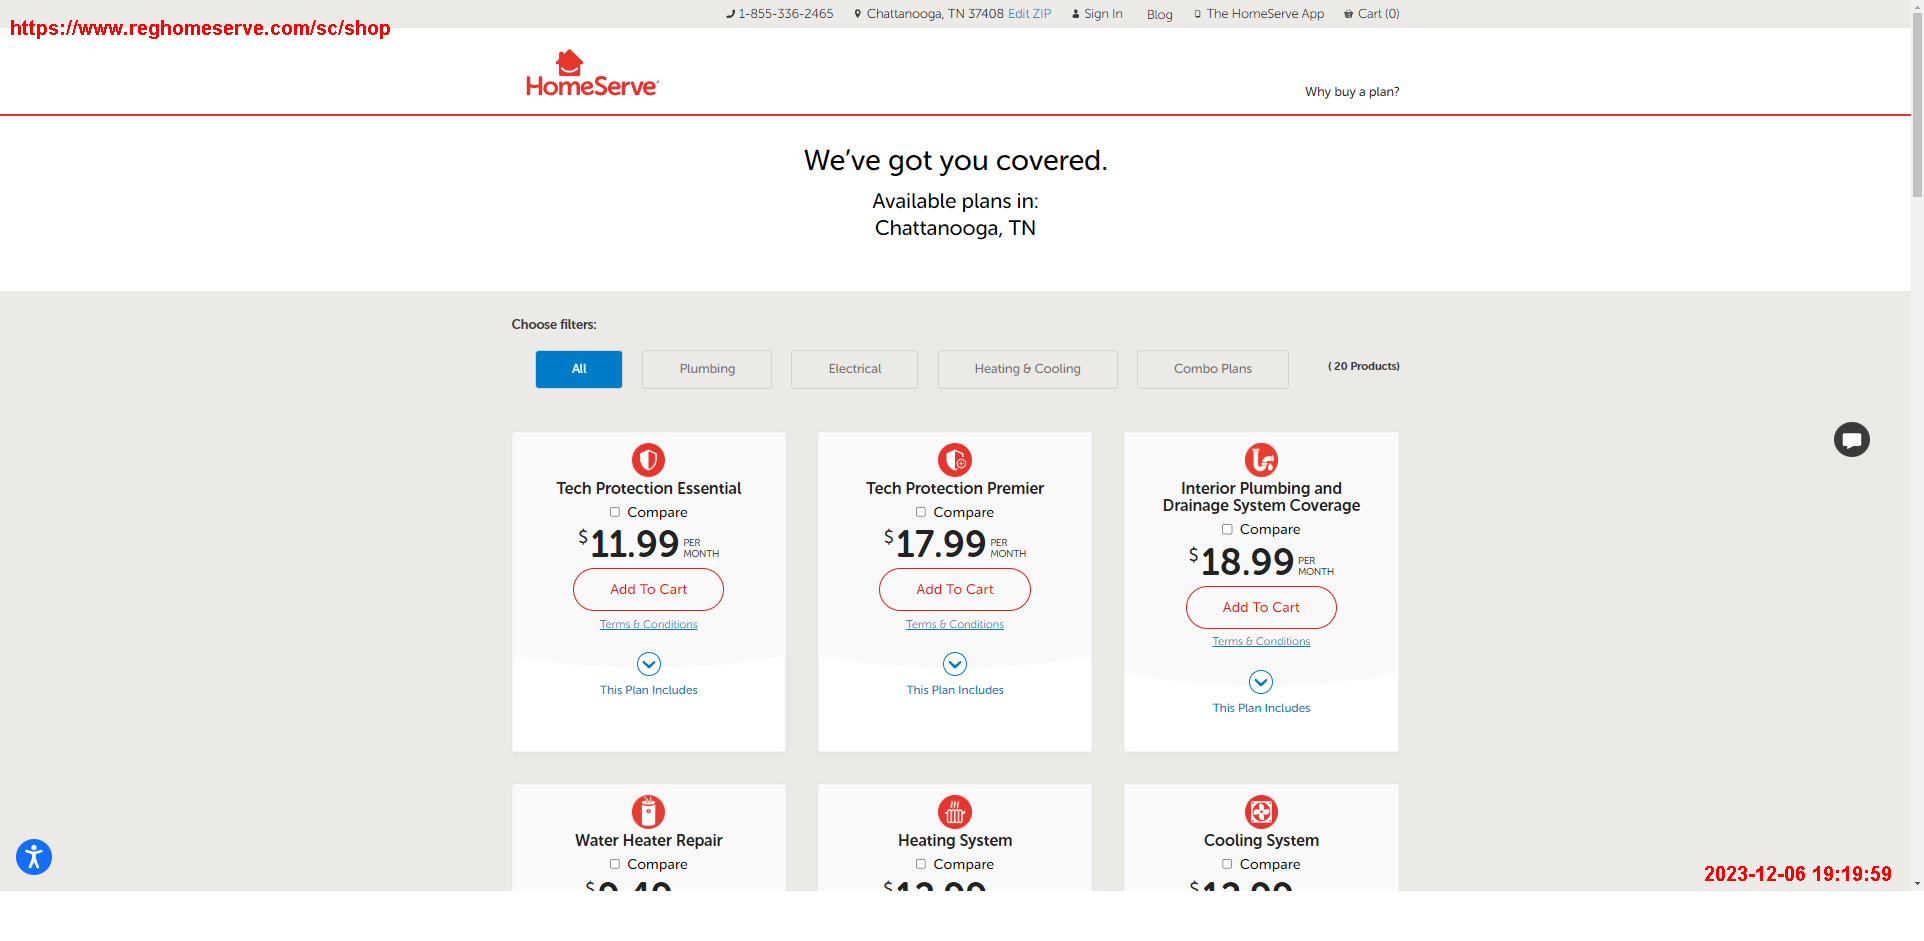 1-855-336-2465 Chattanooga, TN 37408 Edit ZIP Sign In Blog The HomeServe App Cart (0)
https://www.reghomeserve.com/sc/shop
HomeServe
Why buy a plan?
We've got you covered.
Available plans in:
Chattanooga, TN
Choose filters:
All Plumbing Electrical Heating & Cooling Combo Plans ( 20 Products)
Tech Protection Essential
Compare
$11.99 PER MONTH
Add To Cart
Terms & Conditions
This Plan Includes
Tech Protection Premier
Compare
$17.99 PER MONTH
Add To Cart
Terms & Conditions
This Plan Includes
Interior Plumbing and
Drainage System Coverage
Compare
$18.99 PER MONTH
Add To Cart
Terms & Conditions
This Plan Includes
Water Heater Repair
Compare
Heating System
Compare
Cooling System
Compare
2023-12-06 19:19:59